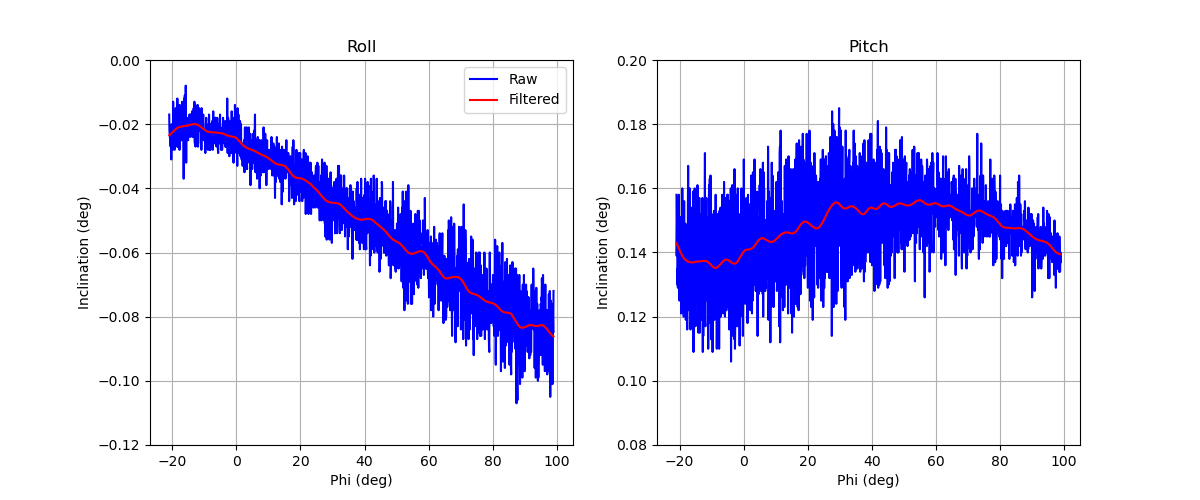 Roll
0.00
−0.02
−0.04
−0.06
−0.08
−0.10
−0.12
Inclination (deg)
−20 0 20 40 60 80 100
Phi (deg)
Raw
Filtered
Pitch
0.20
0.18
0.16
0.14
0.12
0.10
0.08
Inclination (deg)
−20 0 20 40 60 80 100
Phi (deg)